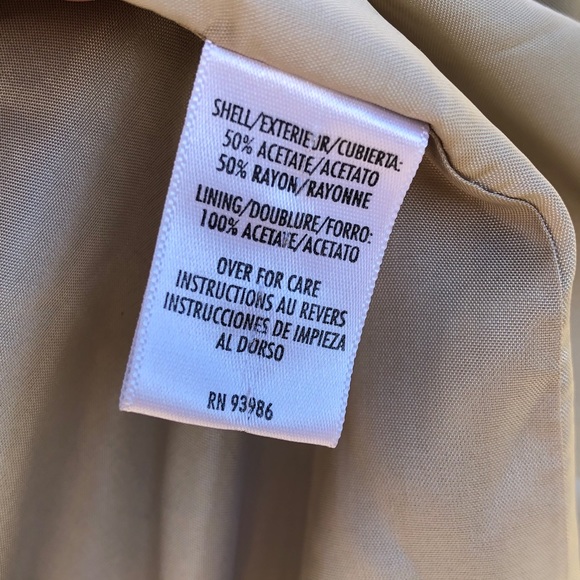 SHELL/EXTERIEUR/CUBIERTA:
50% ACETATE/ACETATO
50% RAYON/RAYONNE
LINING/DOUBLURE/FORRO:
100% ACETATE/ACETATO
OVER FOR CARE
INSTRUCTIONS AU REVERS
INSTRUCCIONES DE IMPIEZA
AL DORSO
RN 93986